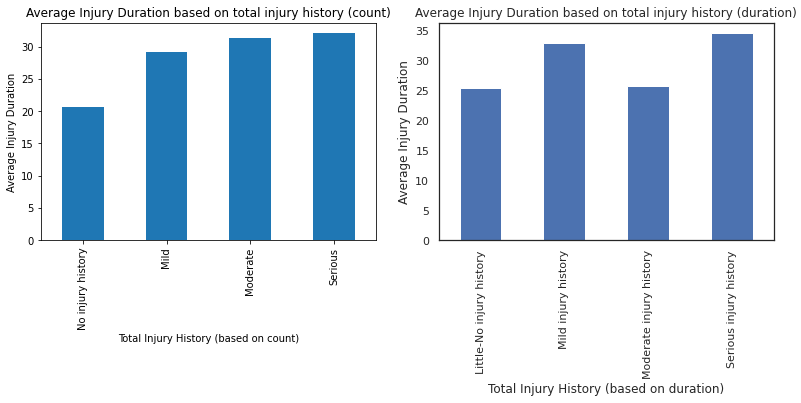 Average Injury Duration based on total injury history (count)
30
25
20
15
10
5
0
Average Injury Duration
No injury history
Mild
Moderate
Serious
Total Injury History (based on count)
Average Injury Duration based on total injury history (duration)
35
30
25
20
15
10
5
0
Average Injury Duration
Little-No injury history
Mild injury history
Moderate injury history
Serious injury history
Total Injury History (based on duration)